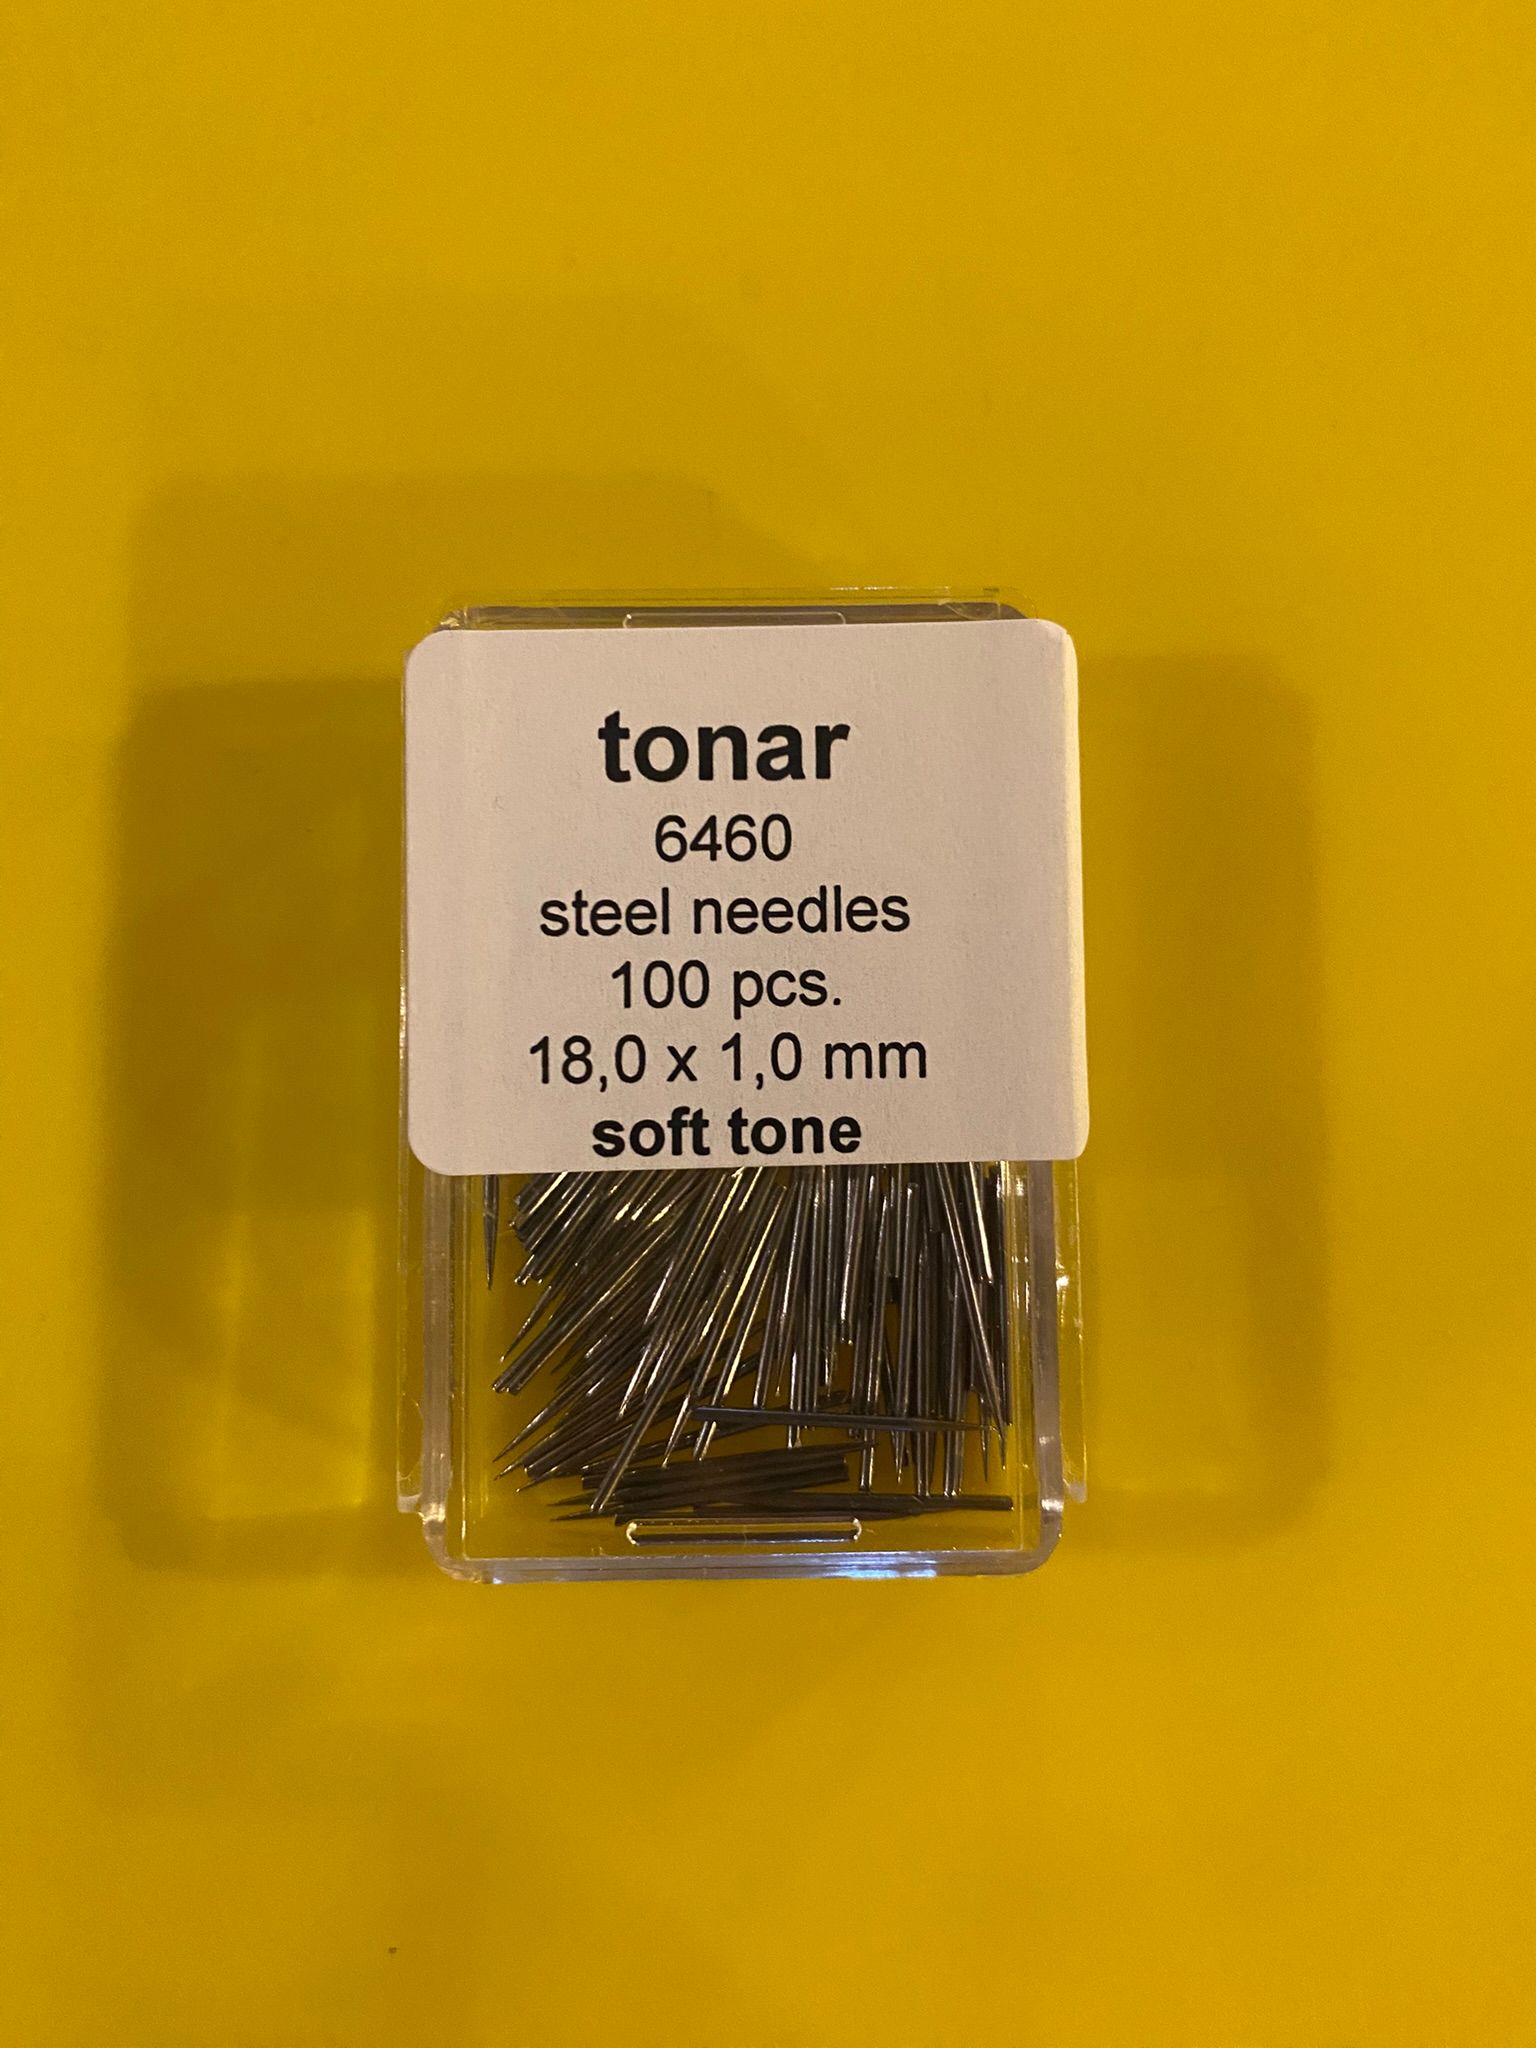 tonar
6460
steel needles
100 pcs.
18,0 x 1,0 mm
soft tone